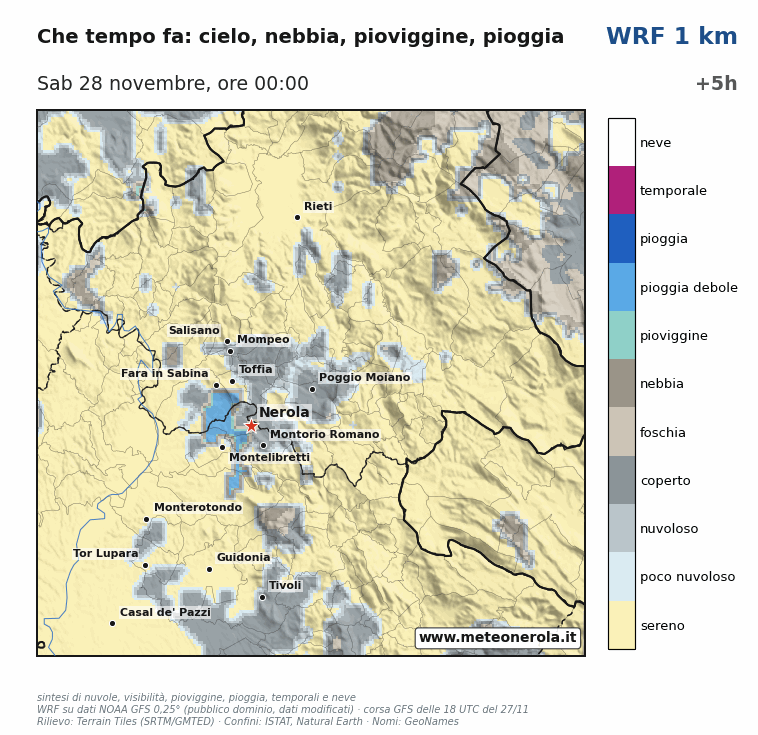 Che tempo fa: cielo, nebbia, pioviggine, pioggia
WRF 1 km
Sab 28 novembre, ore 00:00
+5h
Rieti
Salisano
Mompeo
Fara in Sabina
Toffia
Poggio Moiano
Nerola
Montorio Romano
Montelibretti
Monterotondo
Tor Lupara
Guidonia
Tivoli
Casal de' Pazzi
www.meteonerola.it
neve
temporale
pioggia
pioggia debole
pioviggine
nebbia
foschia
coperto
nuvoloso
poco nuvoloso
sereno
sintesi di nuvole, visibilità, pioviggine, pioggia, temporali e neve
WRF su dati NOAA GFS 0,25° (pubblico dominio, dati modificati) · corsa GFS delle 18 UTC del 27/11
Rilievo: Terrain Tiles (SRTM/GMTED) · Confini: ISTAT, Natural Earth · Nomi: GeoNames